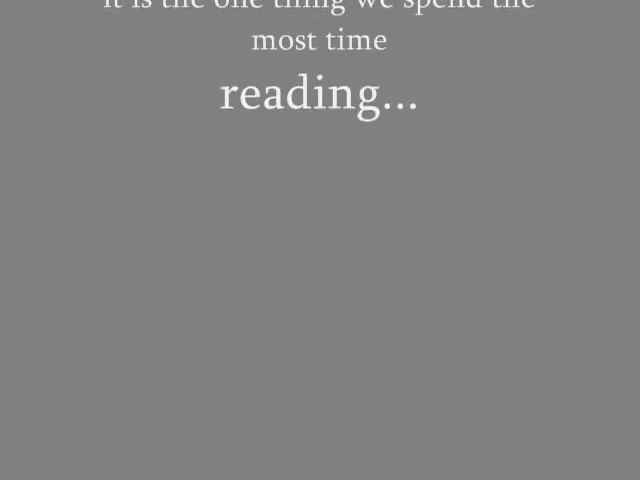 it is the one thing we spend the
most time
reading...